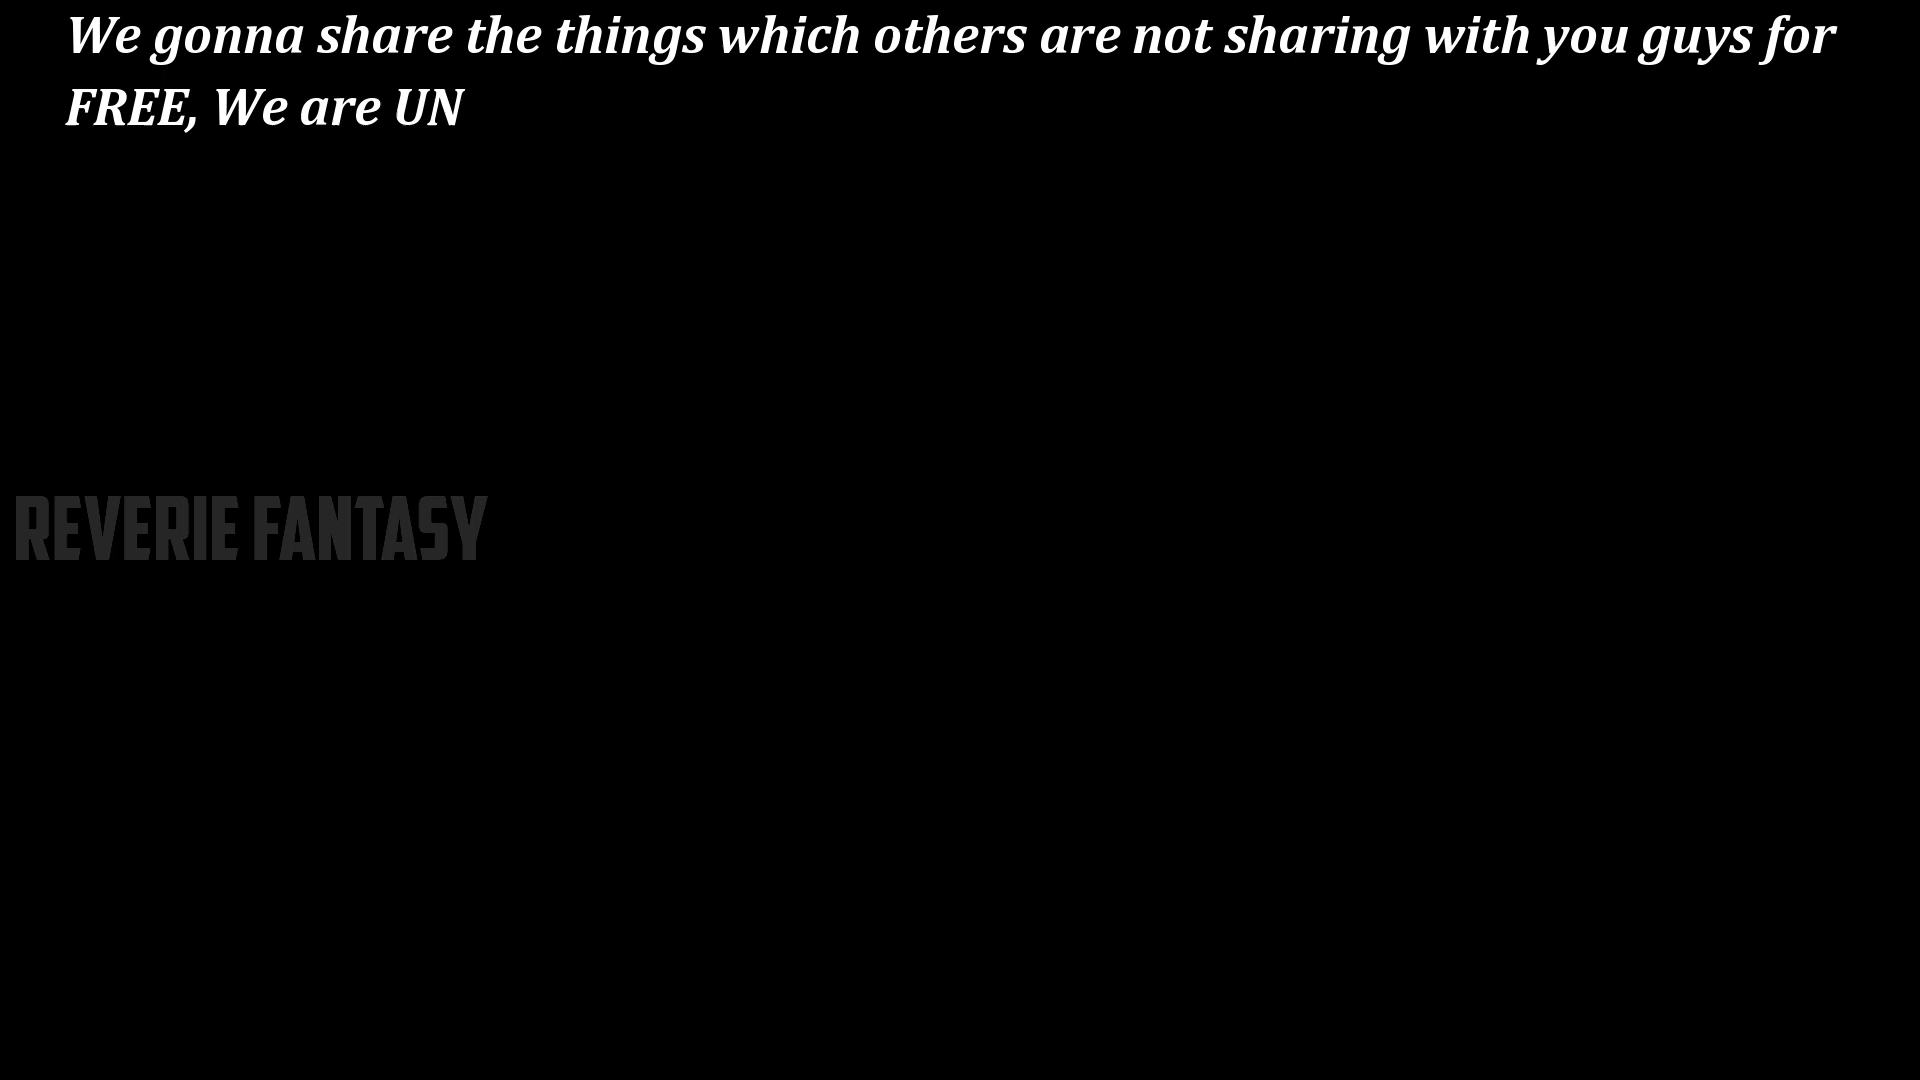 We gonna share the things which others are not sharing with you guys for
FREE, We are UN
REVERIE FANTASY